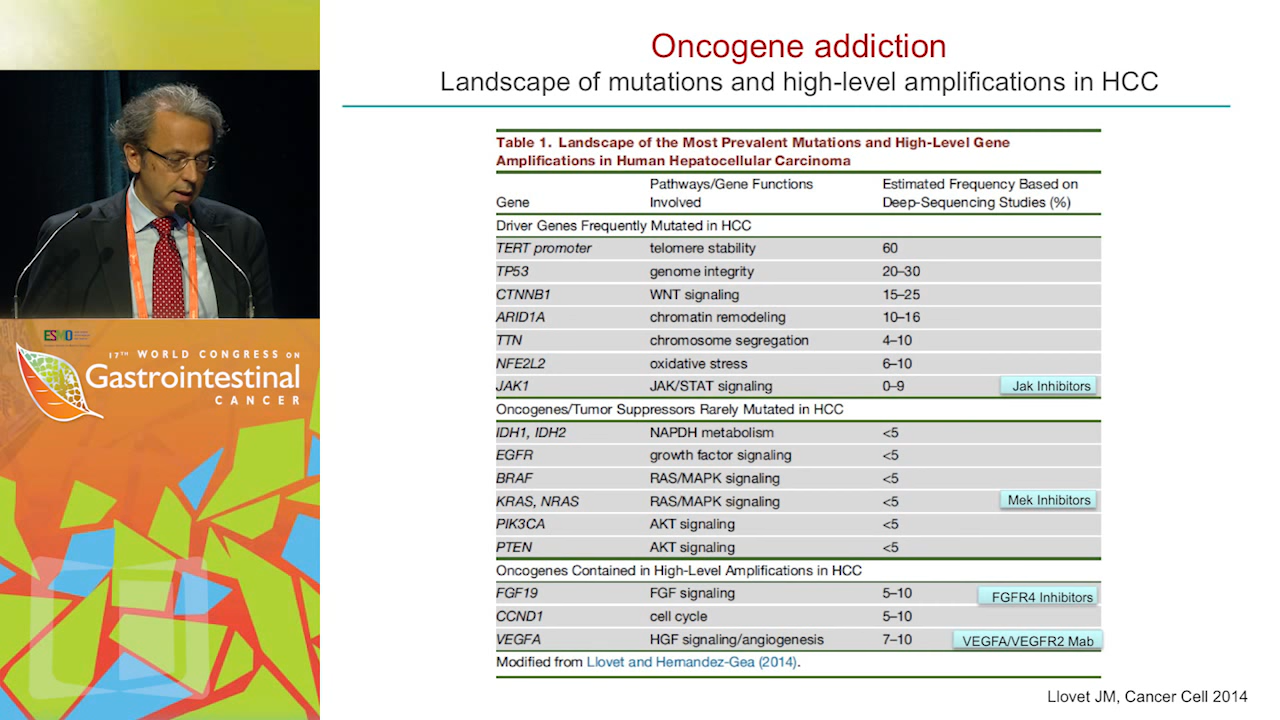 Oncogene addiction
Landscape of mutations and high-level amplifications in HCC
Table 1. Landscape of the Most Prevalent Mutations and High-Level Gene
Amplifications in Human Hepatocellular Carcinoma
Gene Pathways/Gene Functions Involved Estimated Frequency Based on Deep-Sequencing Studies (%)
Driver Genes Frequently Mutated in HCC
TERT promoter telomere stability 60
TP53 genome integrity 20–30
CTNNB1 WNT signaling 15–25
ARID1A chromatin remodeling 10–16
TTN chromosome segregation 4–10
NFE2L2 oxidative stress 6–10
JAK1 JAK/STAT signaling 0–9 Jak Inhibitors
Oncogenes/Tumor Suppressors Rarely Mutated in HCC
IDH1, IDH2 NAPDH metabolism <5
EGFR growth factor signaling <5
BRAF RAS/MAPK signaling <5
KRAS, NRAS RAS/MAPK signaling <5 Mek Inhibitors
PIK3CA AKT signaling <5
PTEN AKT signaling <5
Oncogenes Contained in High-Level Amplifications in HCC
FGF19 FGF signaling 5–10 FGFR4 Inhibitors
CCND1 cell cycle 5–10
VEGFA HGF signaling/angiogenesis 7–10 VEGFA/VEGFR2 Mab
Modified from Llovet and Hernandez-Gea (2014).
Llovet JM, Cancer Cell 2014
ESMO
17TH WORLD CONGRESS ON
Gastrointestinal
CANCER